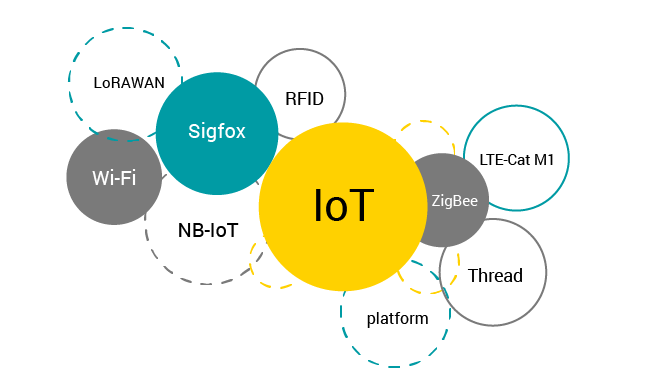 LoRAWAN
RFID
Sigfox
LTE-Cat M1
Wi-Fi
IoT
ZigBee
NB-IoT
Thread
platform